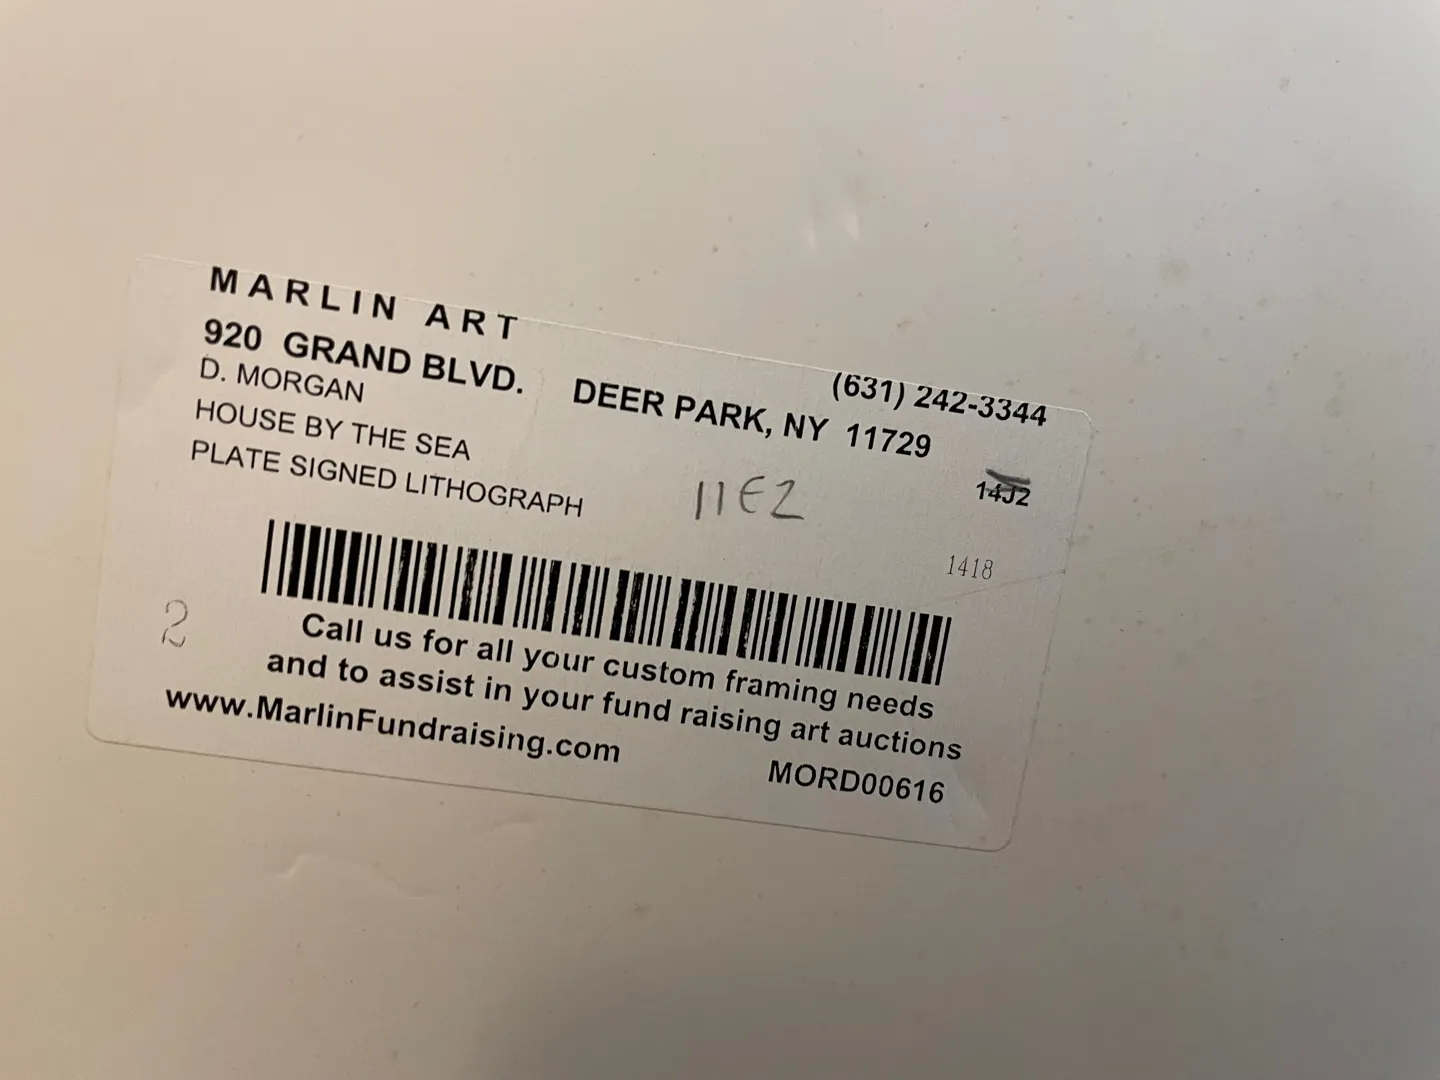 MARLIN ART
(631) 242-3344
920 GRAND BLVD. DEER PARK, NY 11729
D. MORGAN
14J2
HOUSE BY THE SEA
PLATE SIGNED LITHOGRAPH
11E2
1418
2
Call us for all your custom framing needs
and to assist in your fund raising art auctions
www.MarlinFundraising.com
MORD00616